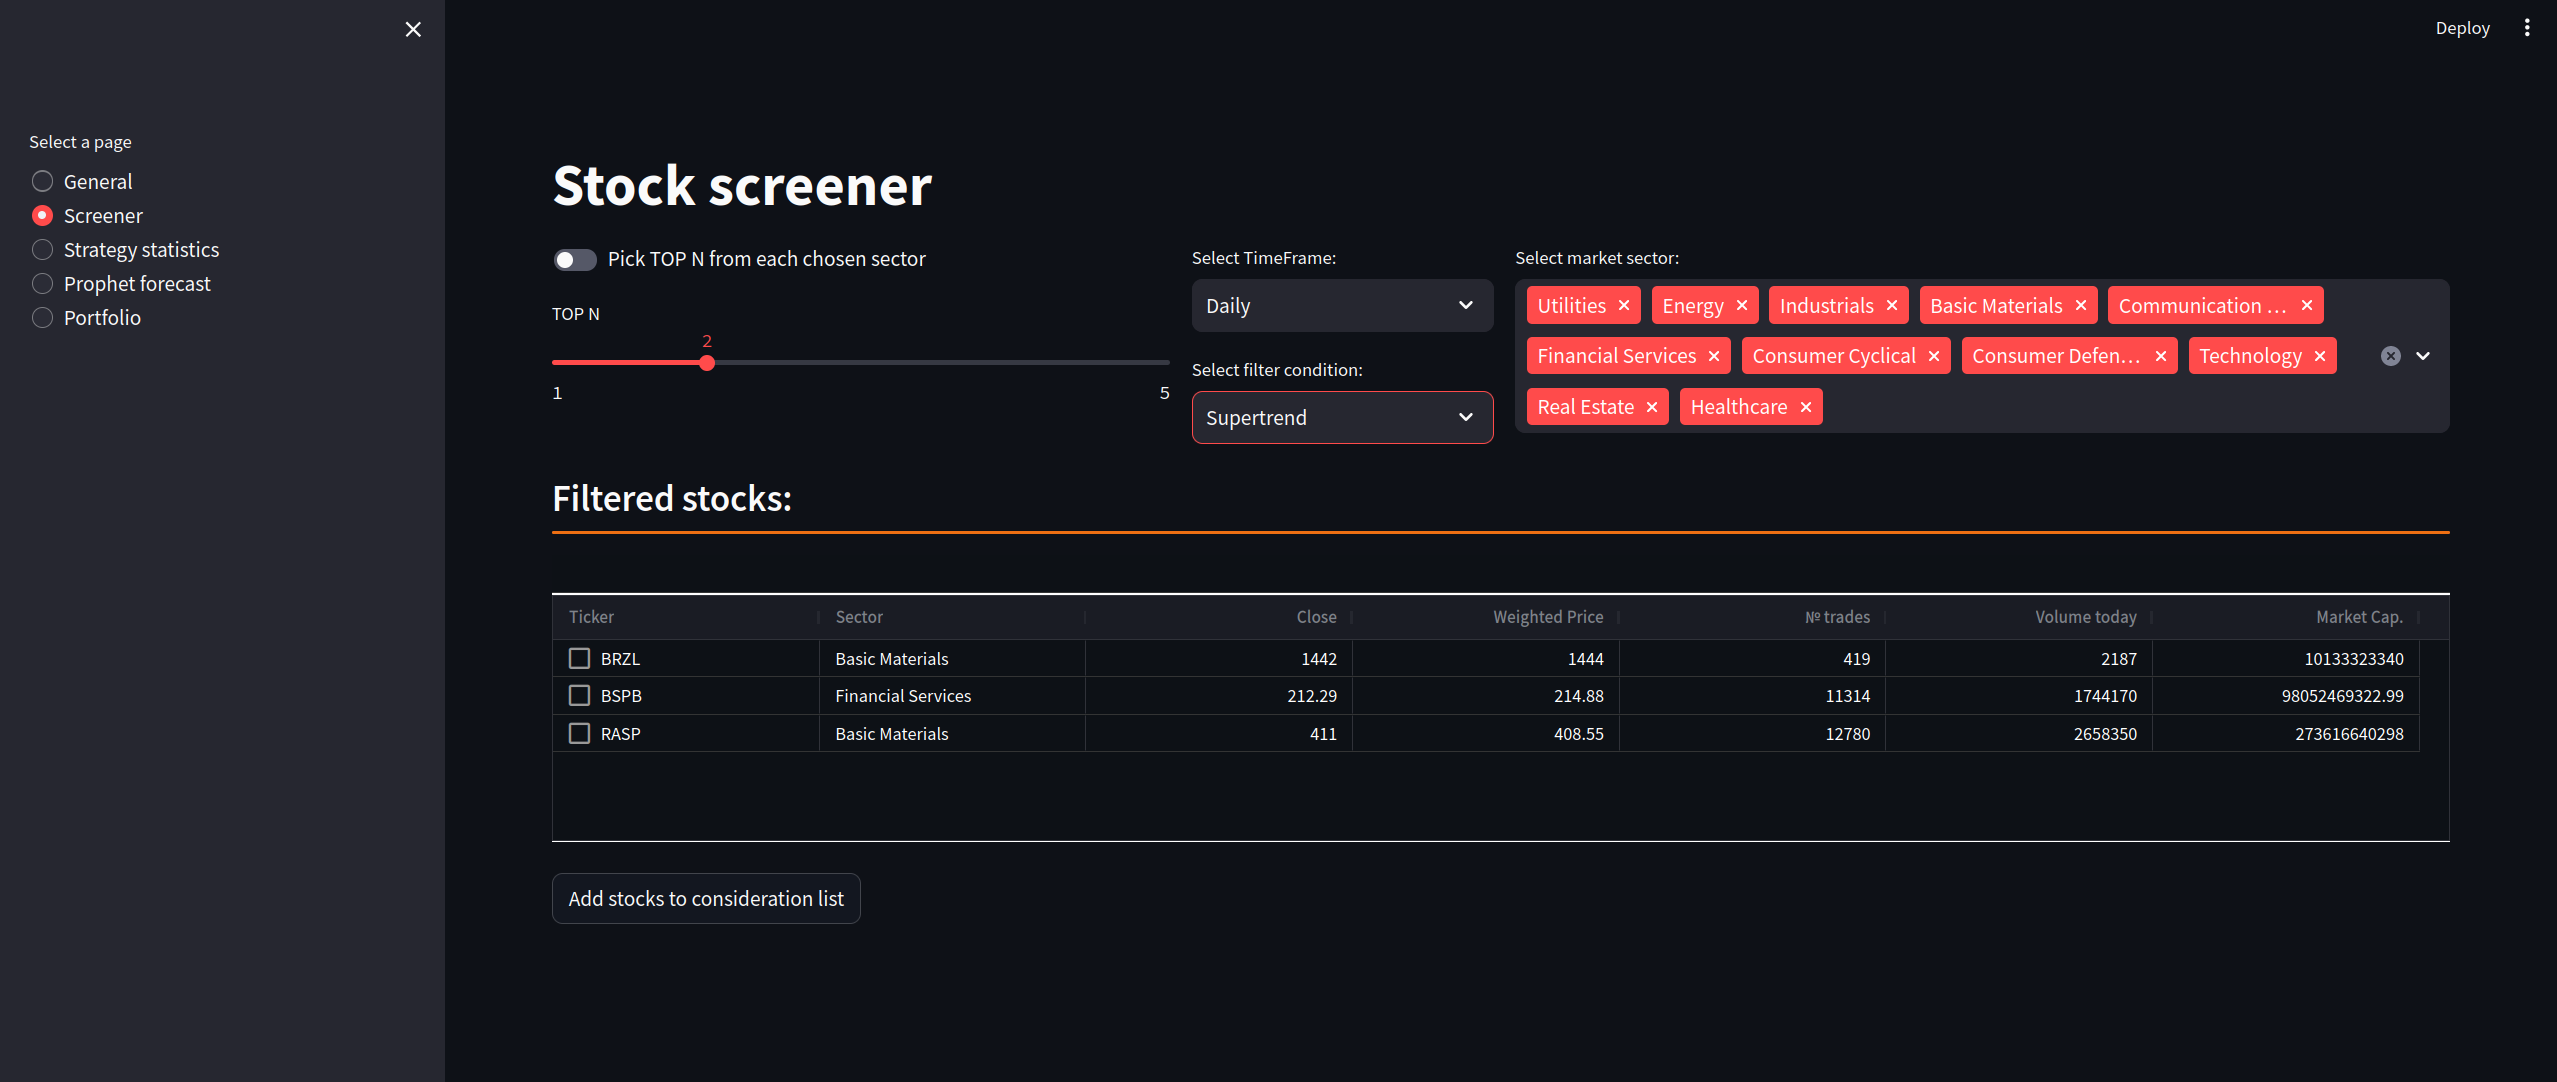 Deploy
Select a page
General
Screener
Strategy statistics
Prophet forecast
Portfolio
Stock screener
Pick TOP N from each chosen sector
TOP N
2
1 5
Select TimeFrame:
Daily
Select filter condition:
Supertrend
Select market sector:
Utilities Energy Industrials Basic Materials Communication ...
Financial Services Consumer Cyclical Consumer Defen... Technology
Real Estate Healthcare
Filtered stocks:
Ticker Sector Close Weighted Price № trades Volume today Market Cap.
BRZL Basic Materials 1442 1444 419 2187 10133323340
BSPB Financial Services 212.29 214.88 11314 1744170 98052469322.99
RASP Basic Materials 411 408.55 12780 2658350 273616640298
Add stocks to consideration list